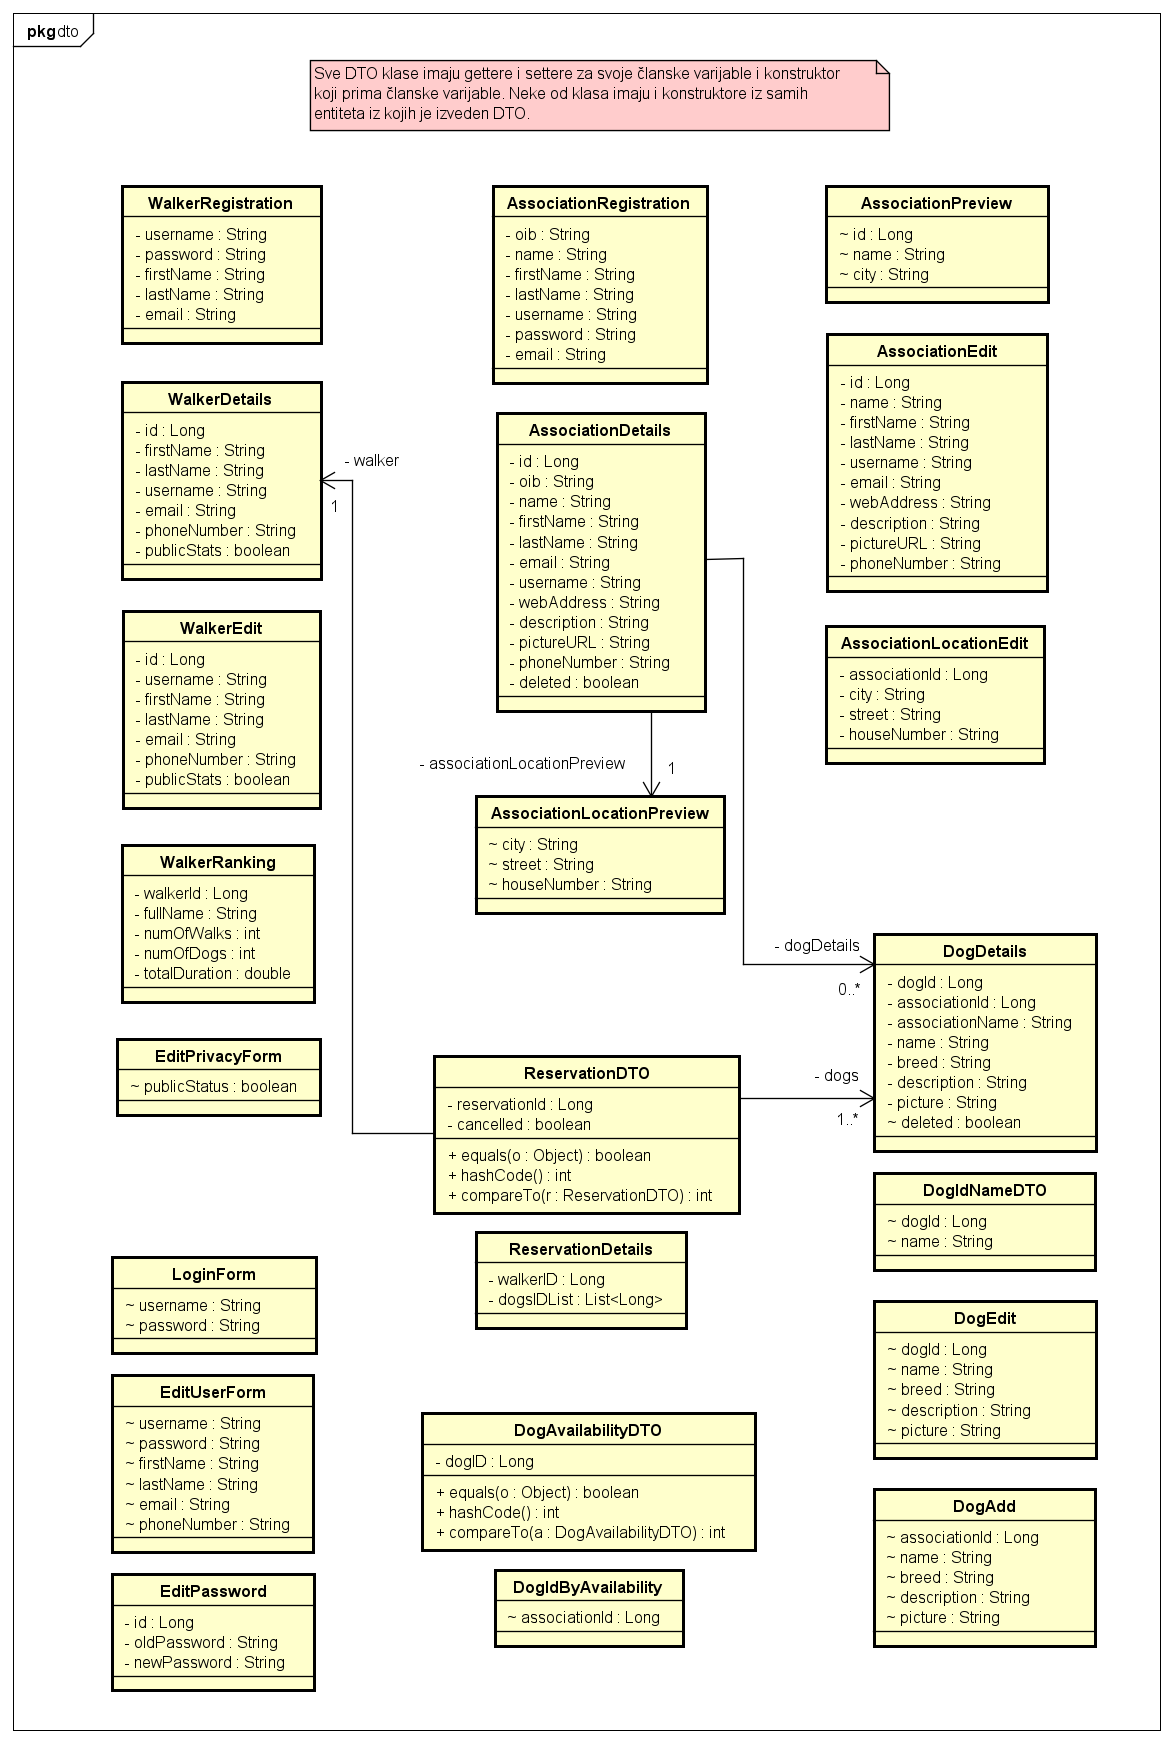 pkg dto
Sve DTO klase imaju gettere i settere za svoje članske varijable i konstruktor
koji prima članske varijable. Neke od klasa imaju i konstruktore iz samih
entiteta iz kojih je izveden DTO.
WalkerRegistration
- username : String
- password : String
- firstName : String
- lastName : String
- email : String
AssociationRegistration
- oib : String
- name : String
- firstName : String
- lastName : String
- username : String
- password : String
- email : String
AssociationPreview
~ id : Long
~ name : String
~ city : String
AssociationEdit
- id : Long
- name : String
- firstName : String
- lastName : String
- username : String
- email : String
- webAddress : String
- description : String
- pictureURL : String
- phoneNumber : String
WalkerDetails
- id : Long
- firstName : String
- lastName : String
- username : String
- email : String
- phoneNumber : String
- publicStats : boolean
- walker
1
AssociationDetails
- id : Long
- oib : String
- name : String
- firstName : String
- lastName : String
- email : String
- username : String
- webAddress : String
- description : String
- pictureURL : String
- phoneNumber : String
- deleted : boolean
WalkerEdit
- id : Long
- username : String
- firstName : String
- lastName : String
- email : String
- phoneNumber : String
- publicStats : boolean
AssociationLocationEdit
- associationId : Long
- city : String
- street : String
- houseNumber : String
- associationLocationPreview
1
AssociationLocationPreview
~ city : String
~ street : String
~ houseNumber : String
WalkerRanking
- walkerId : Long
- fullName : String
- numOfWalks : int
- numOfDogs : int
- totalDuration : double
- dogDetails
0..*
DogDetails
- dogId : Long
- associationId : Long
- associationName : String
- name : String
- breed : String
- description : String
- picture : String
~ deleted : boolean
EditPrivacyForm
~ publicStatus : boolean
ReservationDTO
- reservationId : Long
- cancelled : boolean
+ equals(o : Object) : boolean
+ hashCode() : int
+ compareTo(r : ReservationDTO) : int
- dogs
1..*
DogIdNameDTO
~ dogId : Long
~ name : String
ReservationDetails
- walkerID : Long
- dogsIDList : List<Long>
LoginForm
~ username : String
~ password : String
DogEdit
~ dogId : Long
~ name : String
~ breed : String
~ description : String
~ picture : String
EditUserForm
~ username : String
~ password : String
~ firstName : String
~ lastName : String
~ email : String
~ phoneNumber : String
DogAvailabilityDTO
- dogID : Long
+ equals(o : Object) : boolean
+ hashCode() : int
+ compareTo(a : DogAvailabilityDTO) : int
DogAdd
~ associationId : Long
~ name : String
~ breed : String
~ description : String
~ picture : String
EditPassword
- id : Long
- oldPassword : String
- newPassword : String
DogIdByAvailability
~ associationId : Long